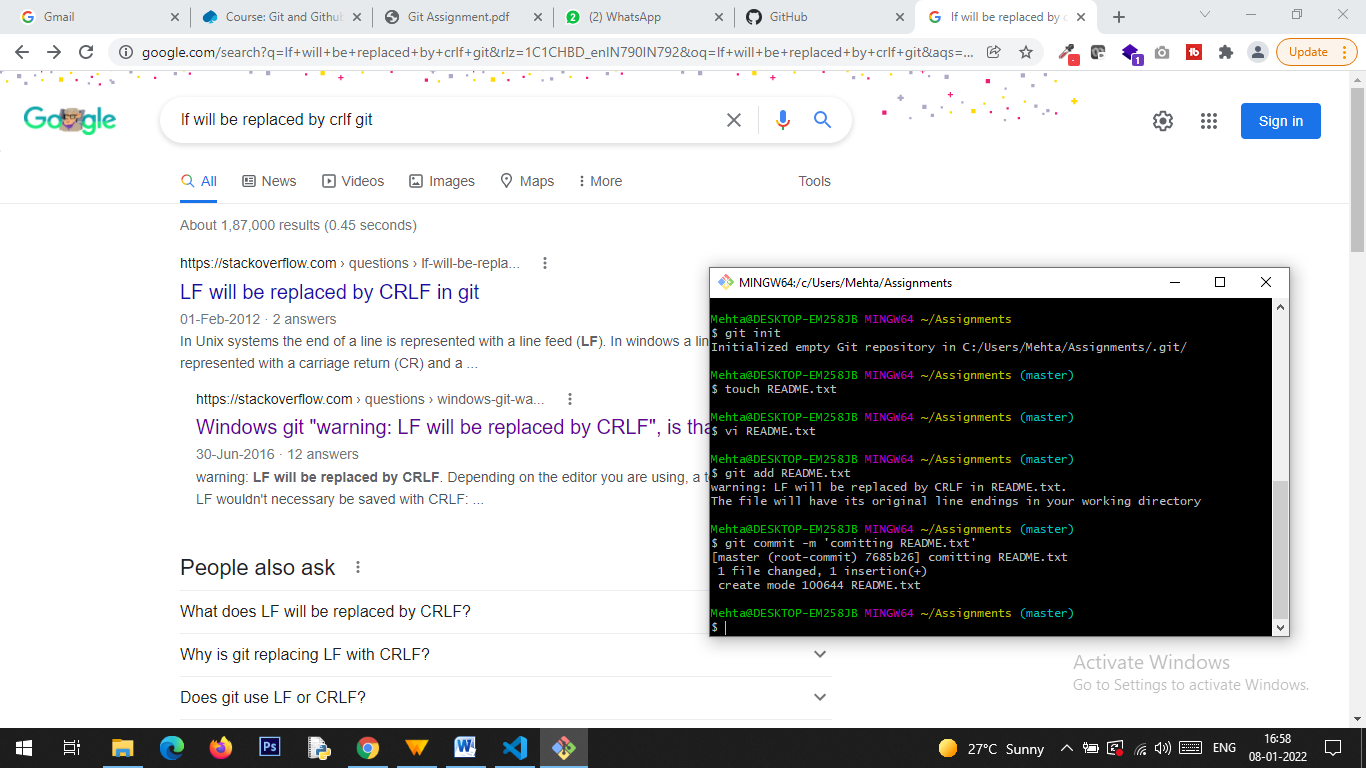 Gmail
Course: Git and Githu
Git Assignment.pdf
(2) WhatsApp
GitHub
lf will be replaced by c
google.com/search?q=lf+will+be+replaced+by+crlf+git&rlz=1C1CHBD_enIN790IN792&oq=lf+will+be+replaced+by+crlf+git&aqs=...
1
Update
Google
lf will be replaced by crlf git
Sign in
All
News
Videos
Images
Maps
More
Tools
About 1,87,000 results (0.45 seconds)
https://stackoverflow.com › questions › lf-will-be-repla...
LF will be replaced by CRLF in git
01-Feb-2012 · 2 answers
In Unix systems the end of a line is represented with a line feed (LF). In windows a lin
represented with a carriage return (CR) and a ...
https://stackoverflow.com › questions › windows-git-wa...
Windows git "warning: LF will be replaced by CRLF", is tha
30-Jun-2016 · 12 answers
warning: LF will be replaced by CRLF. Depending on the editor you are using, a t
LF wouldn't necessary be saved with CRLF: ...
People also ask
What does LF will be replaced by CRLF?
Why is git replacing LF with CRLF?
Does git use LF or CRLF?
MINGW64:/c/Users/Mehta/Assignments
Mehta@DESKTOP-EM258JB MINGW64 ~/Assignments
$ git init
Initialized empty Git repository in C:/Users/Mehta/Assignments/.git/
Mehta@DESKTOP-EM258JB MINGW64 ~/Assignments (master)
$ touch README.txt
Mehta@DESKTOP-EM258JB MINGW64 ~/Assignments (master)
$ vi README.txt
Mehta@DESKTOP-EM258JB MINGW64 ~/Assignments (master)
$ git add README.txt
warning: LF will be replaced by CRLF in README.txt.
The file will have its original line endings in your working directory
Mehta@DESKTOP-EM258JB MINGW64 ~/Assignments (master)
$ git commit -m 'comitting README.txt'
[master (root-commit) 7685b26] comitting README.txt
1 file changed, 1 insertion(+)
create mode 100644 README.txt
Mehta@DESKTOP-EM258JB MINGW64 ~/Assignments (master)
$
Activate Windows
Go to Settings to activate Windows.
Ps
27°C Sunny
ENG
16:58
08-01-2022